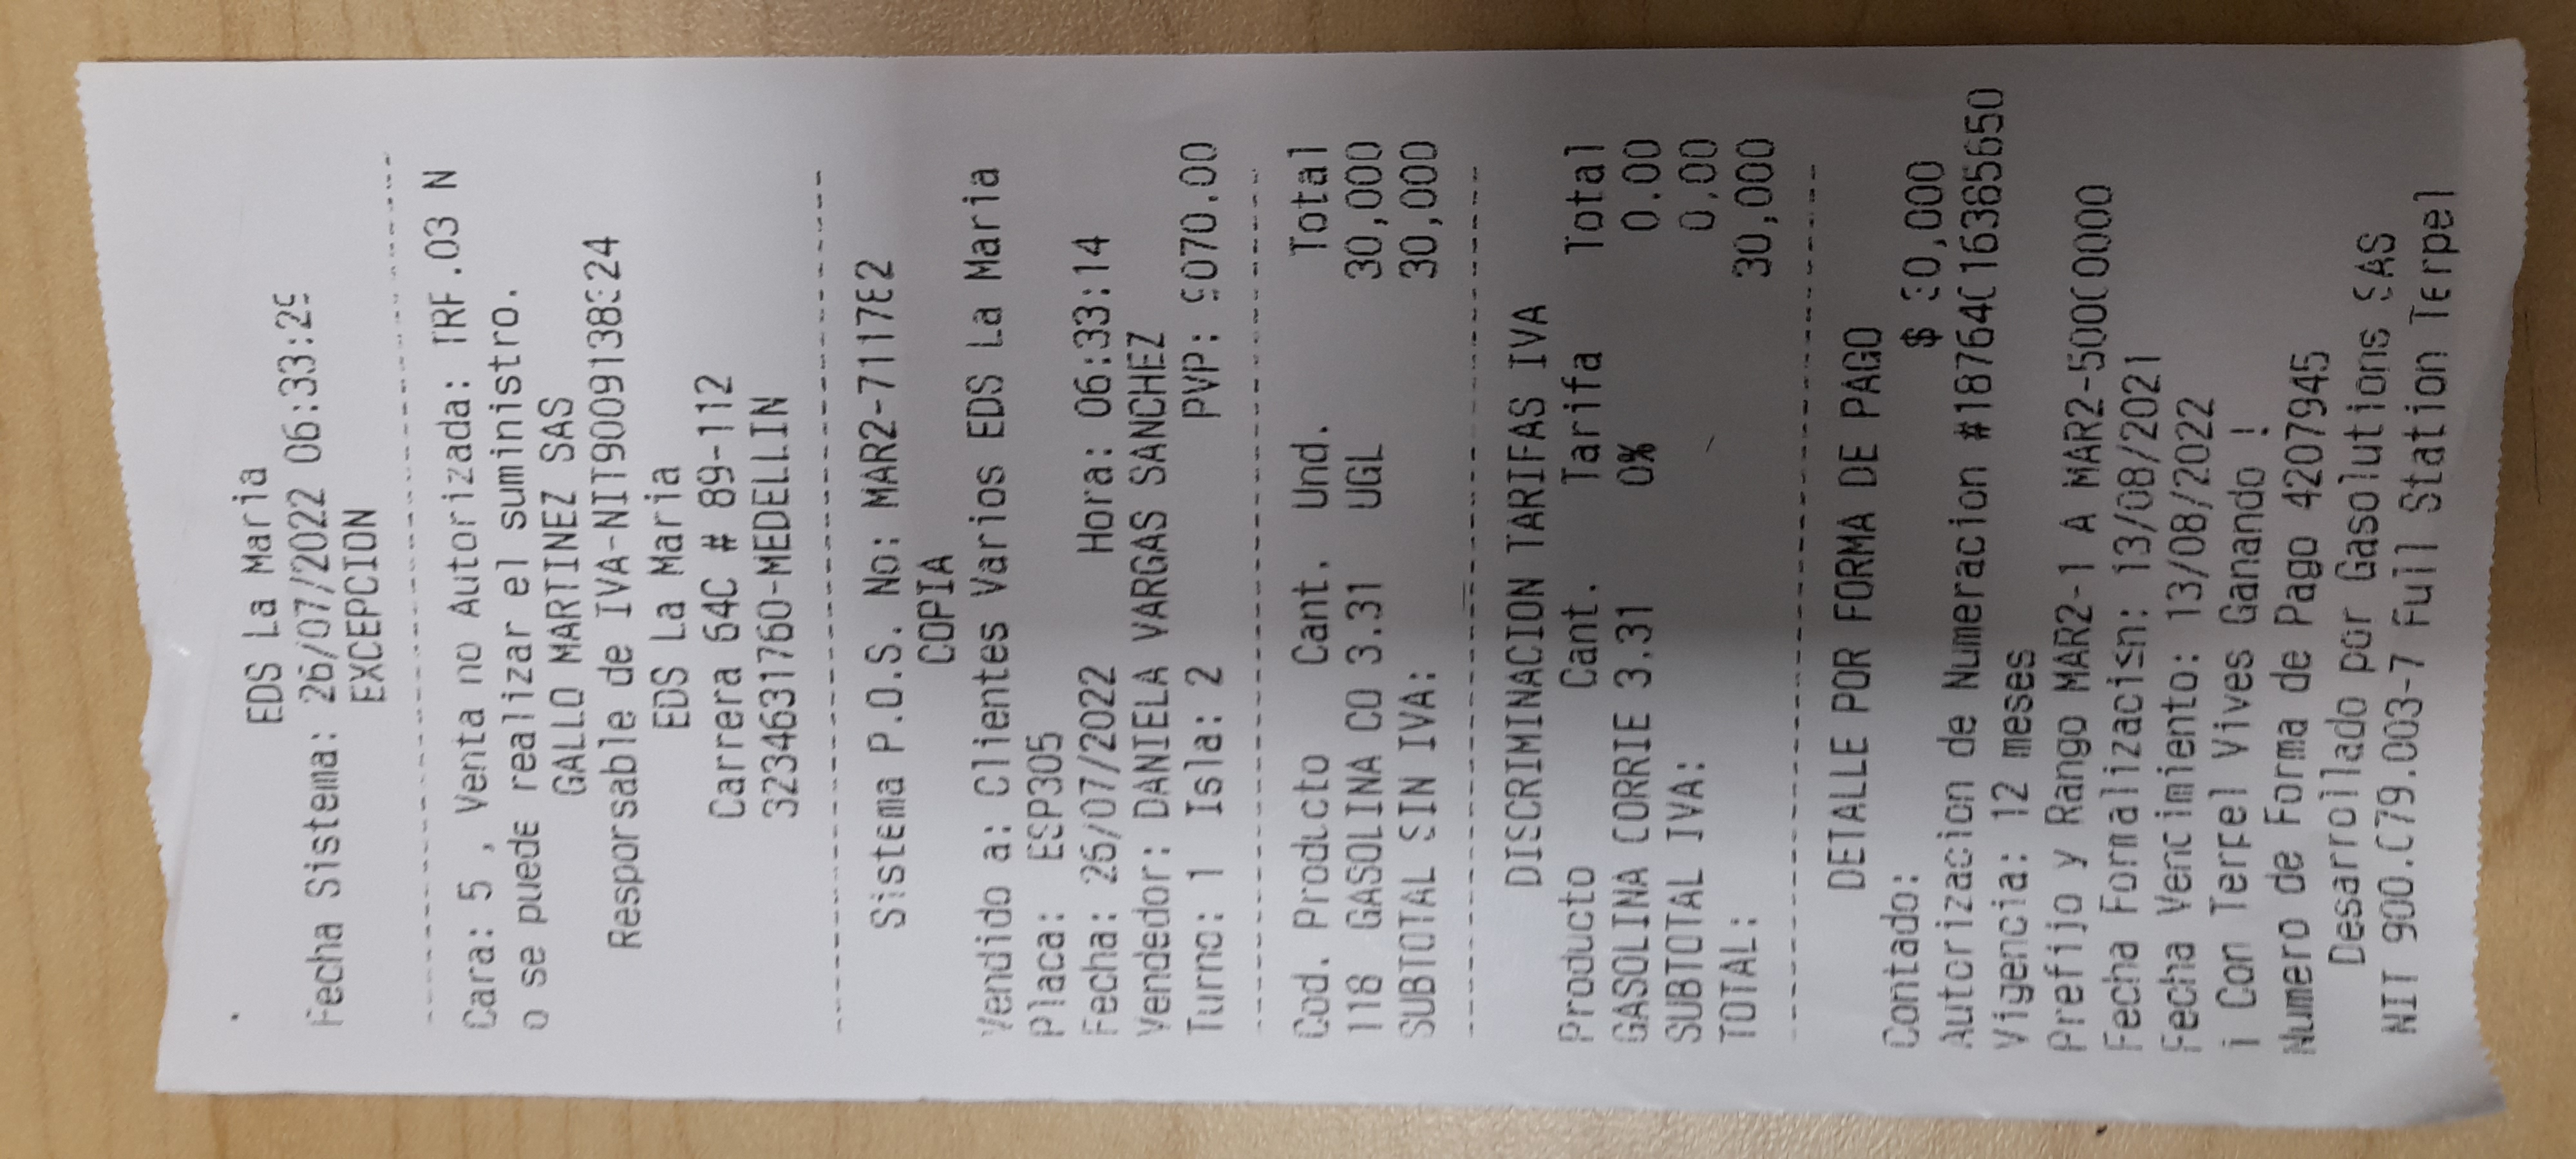 EDS La Maria
Fecha Sistema: 26/07/2022 06:33:29
EXCEPCION
Cara: 5 , Venta no Autorizada: TRF.03 N
o se puede realizar el suministro.
GALLO MARTINEZ SAS
Responsable de IVA-NIT9009138324
EDS La Maria
Carrera 64C # 89-112
3234631760-MEDELLIN
Sistema P.O.S. No: MAR2-7117E2
COPIA
Vendido a: Clientes Varios EDS La Maria
Placa: ESP305
Fecha: 26/07/2022 Hora: 06:33:14
Vendedor: DANIELA VARGAS SANCHEZ
Turno: 1 Isla: 2 PVP: 9070.00
Cod. Producto Cant. Und. Total
118 GASOLINA CO 3.31 UGL 30,000
SUBTOTAL SIN IVA: 30,000
DISCRIMINACION TARIFAS IVA
Producto Cant. Tarifa Total
GASOLINA CORRIE 3.31 0% 0.00
SUBTOTAL IVA: 0.00
TOTAL: 30,000
DETALLE POR FORMA DE PAGO
Contado: $ 30,000
Autorizacion de Numeracion #18764016365650
Vigencia: 12 meses
Prefijo y Rango MAR2-1 A MAR2-50000000
Fecha Formalizacisn: 13/08/2021
Fecha Vencimiento: 13/08/2022
¡ Con Terpel Vives Ganando !
Numero de Forma de Pago 4207945
Desarrollado por Gasolutions SAS
NIT 900.079.003-7 Full Station Terpel